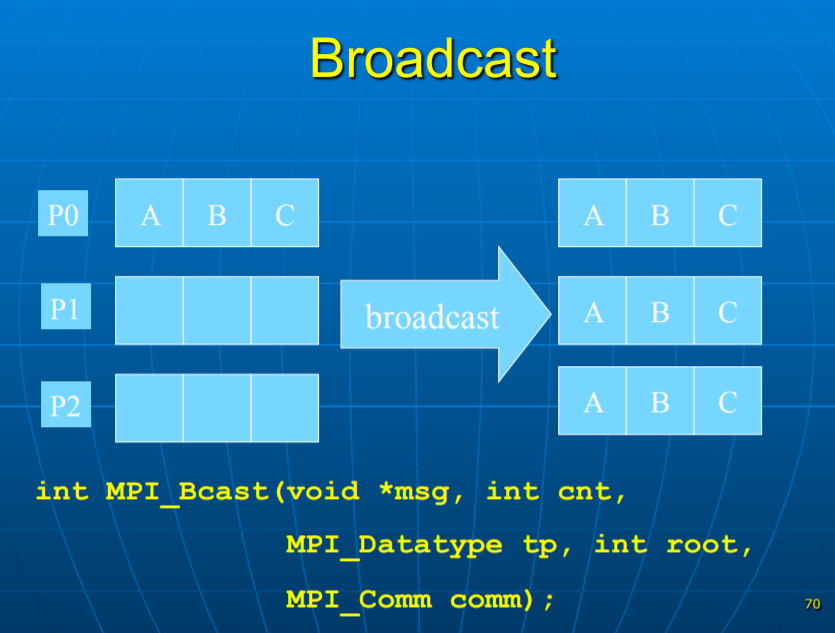 Broadcast
P0 A B C A B C
P1 broadcast A B C
P2 A B C
int MPI_Bcast(void *msg, int cnt,
MPI_Datatype tp, int root,
MPI_Comm comm);
70